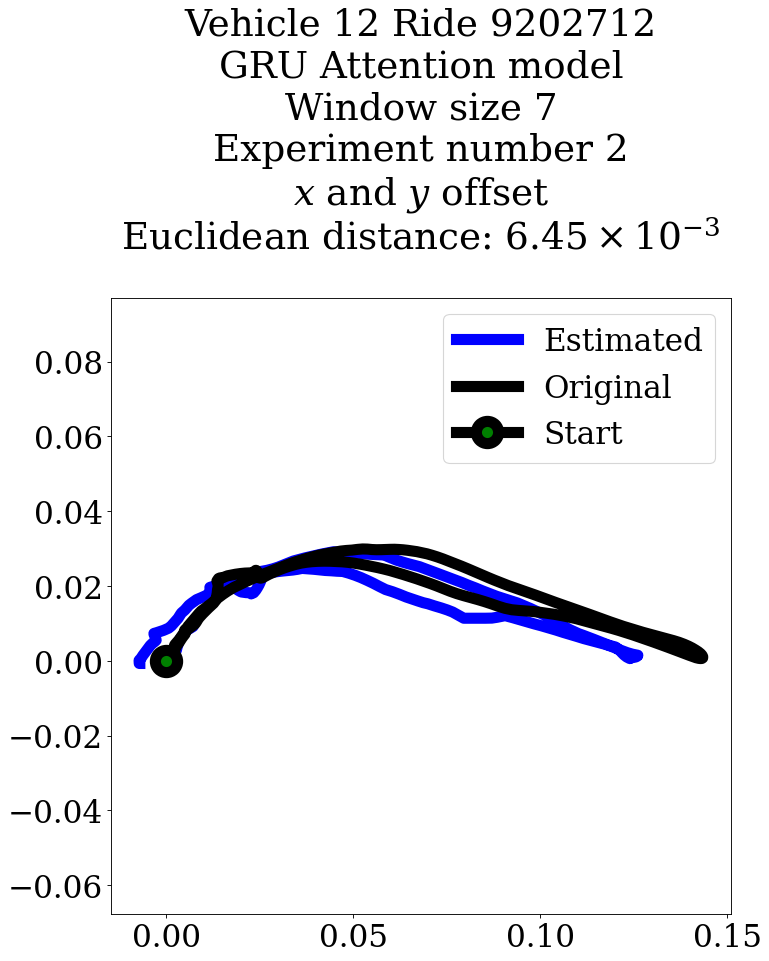 Vehicle 12 Ride 9202712
GRU Attention model
Window size 7
Experiment number 2
x and y offset
Euclidean distance: 6.45 × 10⁻³
Estimated
Original
Start
0.08
0.06
0.04
0.02
0.00
−0.02
−0.04
−0.06
0.00 0.05 0.10 0.15